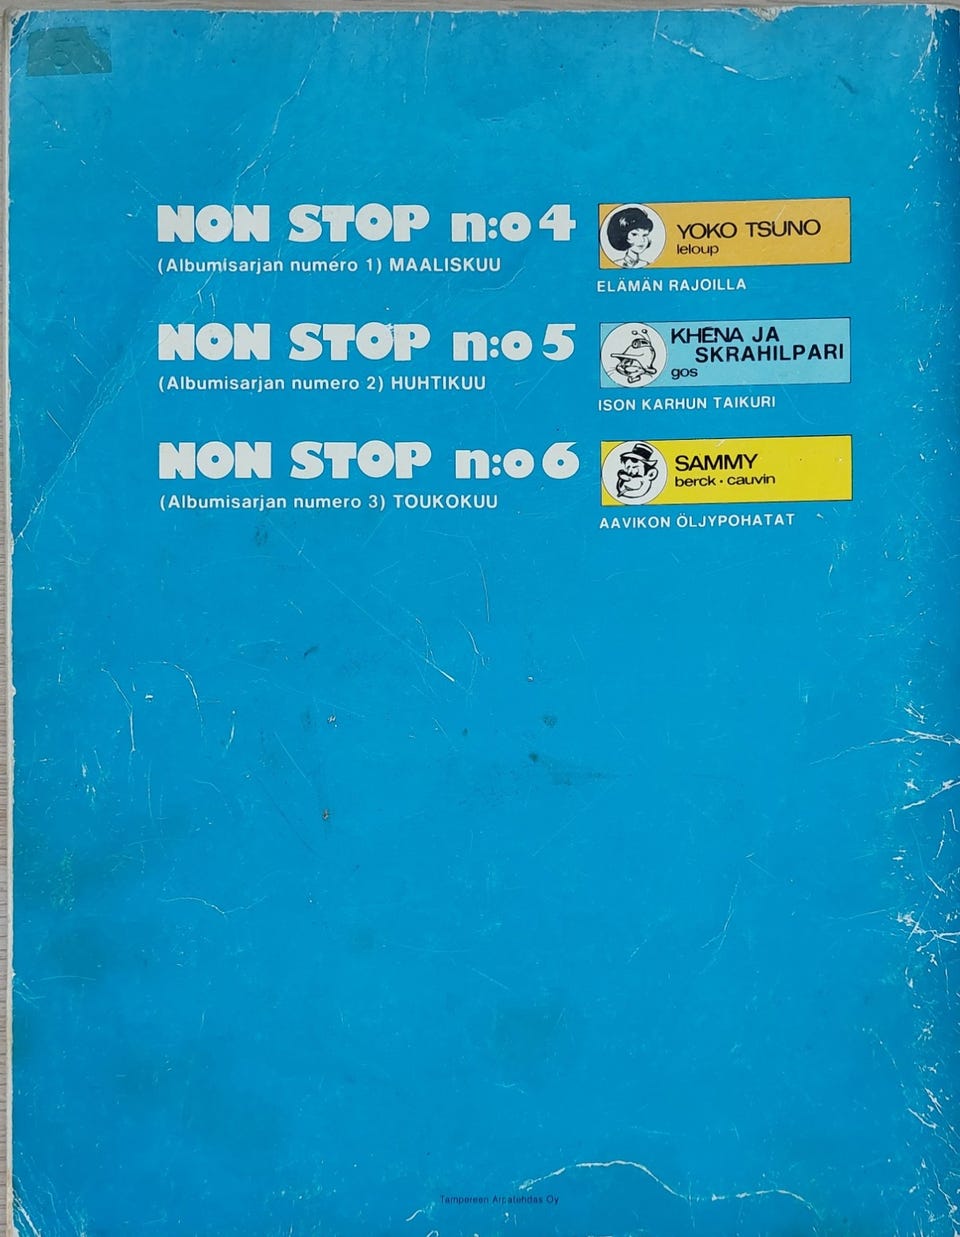 5
NON STOP n:o 4
(Albumisarjan numero 1) MAALISKUU
YOKO TSUNO
leloup
ELÄMÄN RAJOILLA
NON STOP n:o 5
(Albumisarjan numero 2) HUHTIKUU
KHENA JA
SKRAHILPARI
gos
ISON KARHUN TAIKURI
NON STOP n:o 6
(Albumisarjan numero 3) TOUKOKUU
SAMMY
berck · cauvin
AAVIKON ÖLJYPOHATAT
Tampereen Arpatehdas Oy